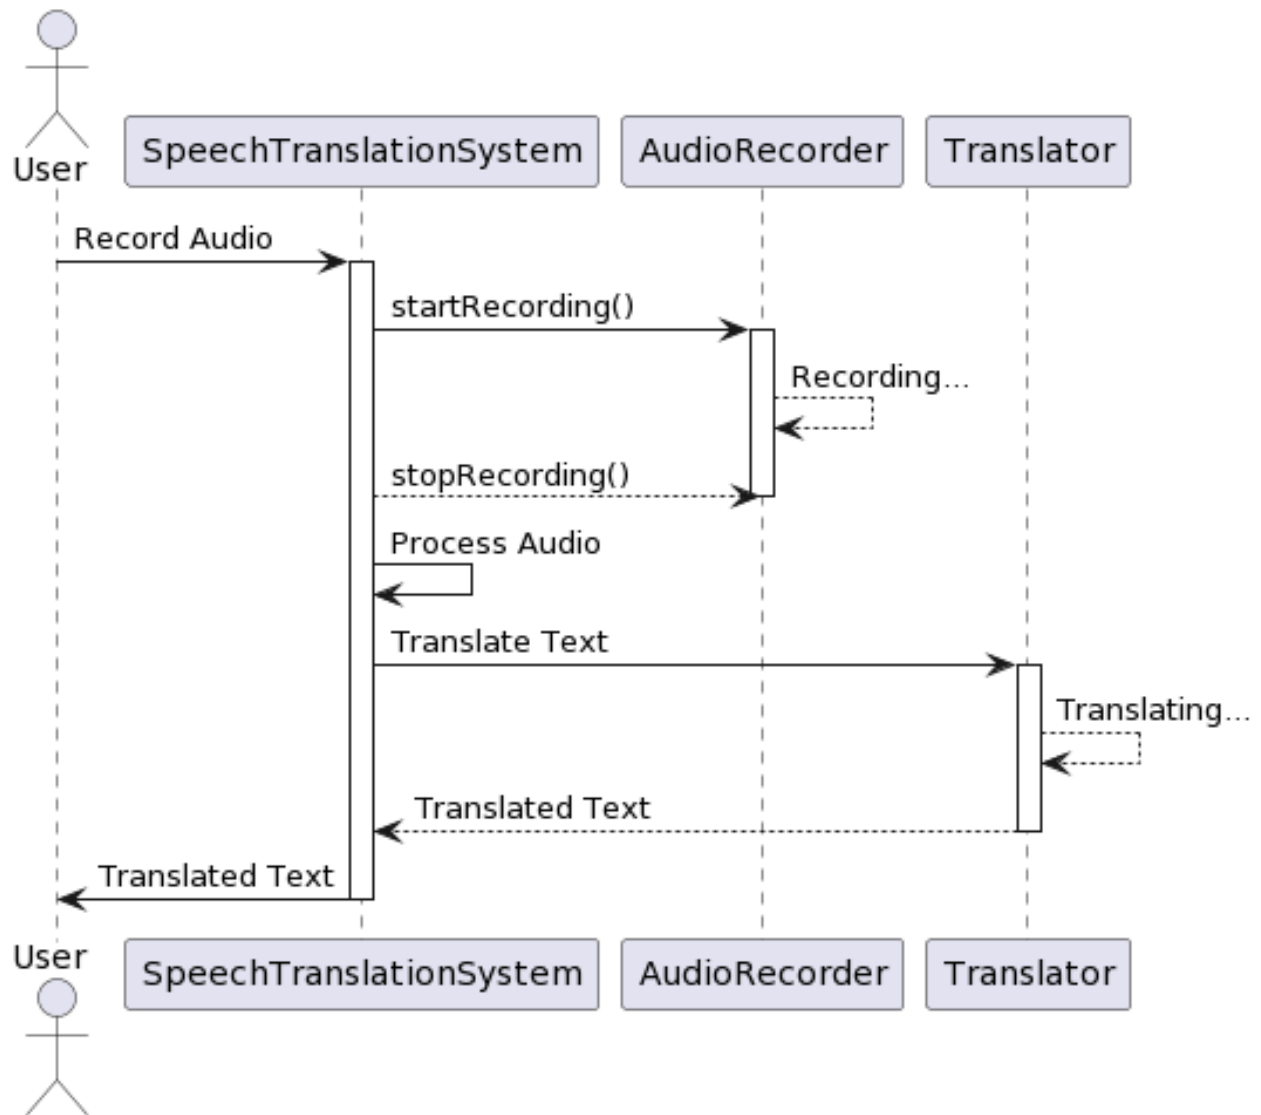 User
SpeechTranslationSystem
AudioRecorder
Translator
Record Audio
startRecording()
Recording...
stopRecording()
Process Audio
Translate Text
Translating...
Translated Text
Translated Text
User
SpeechTranslationSystem
AudioRecorder
Translator